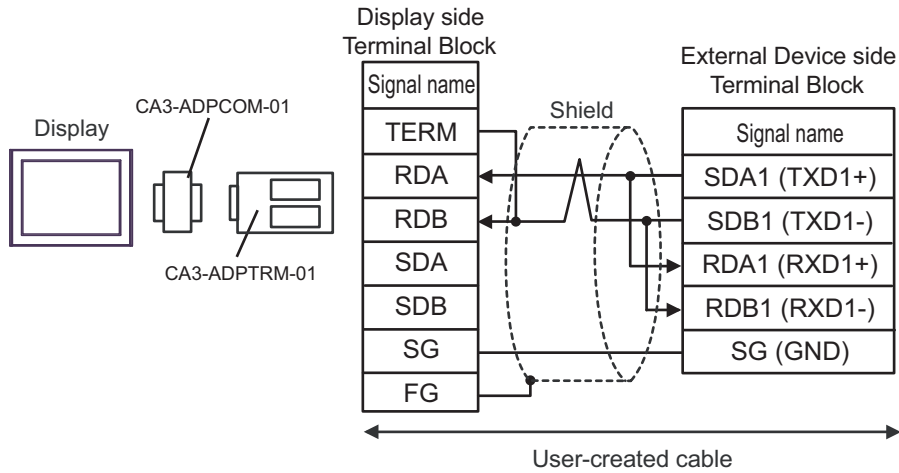 Display
CA3-ADPCOM-01
CA3-ADPTRM-01
Display side
Terminal Block
Signal name
TERM
RDA
RDB
SDA
SDB
SG
FG
Shield
External Device side
Terminal Block
Signal name
SDA1 (TXD1+)
SDB1 (TXD1-)
RDA1 (RXD1+)
RDB1 (RXD1-)
SG (GND)
User-created cable